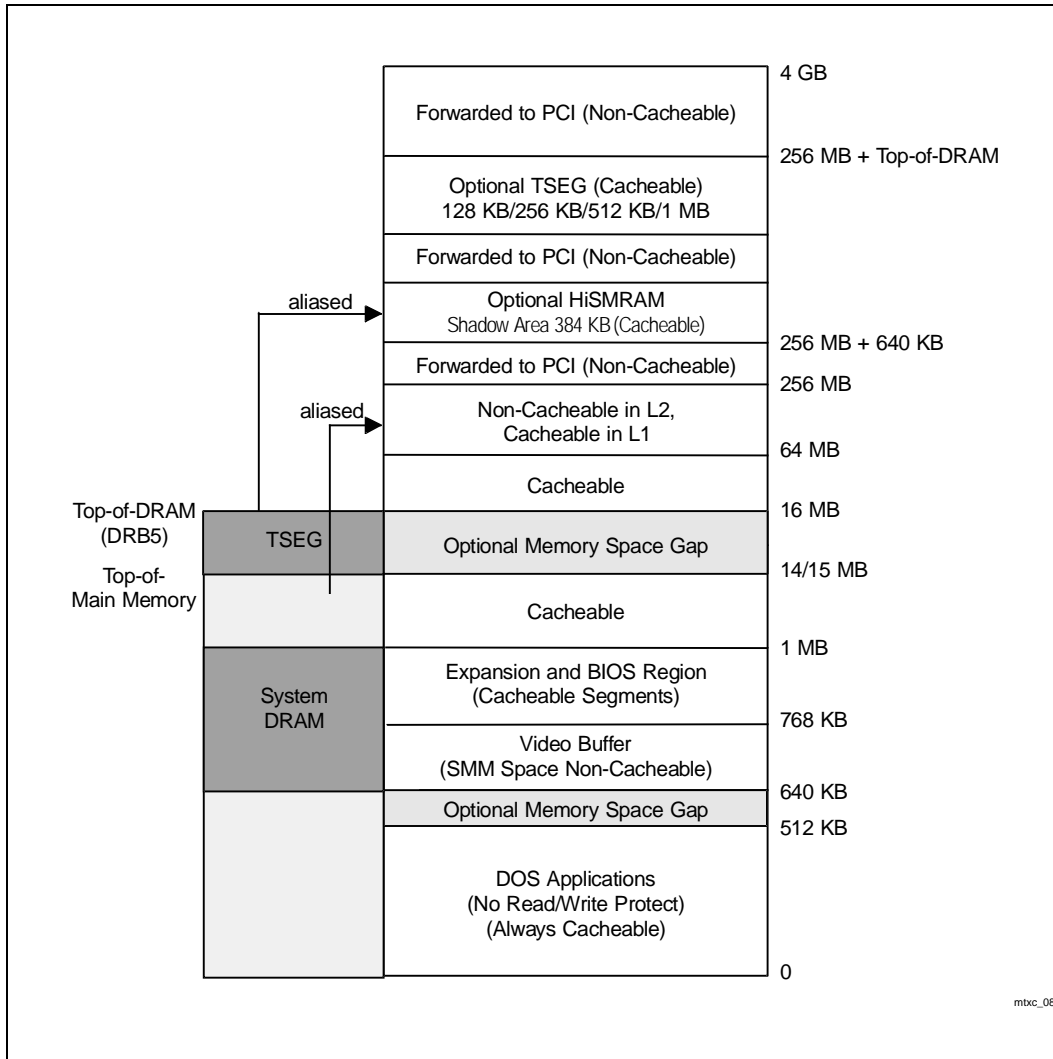 4 GB
Forwarded to PCI (Non-Cacheable)
256 MB + Top-of-DRAM
Optional TSEG (Cacheable)
128 KB/256 KB/512 KB/1 MB
Forwarded to PCI (Non-Cacheable)
aliased
Optional HiSMRAM
Shadow Area 384 KB (Cacheable)
256 MB + 640 KB
Forwarded to PCI (Non-Cacheable)
256 MB
aliased
Non-Cacheable in L2,
Cacheable in L1
64 MB
Cacheable
Top-of-DRAM
(DRB5)
16 MB
TSEG
Optional Memory Space Gap
14/15 MB
Top-of-
Main Memory
Cacheable
1 MB
Expansion and BIOS Region
(Cacheable Segments)
System
DRAM
768 KB
Video Buffer
(SMM Space Non-Cacheable)
640 KB
Optional Memory Space Gap
512 KB
DOS Applications
(No Read/Write Protect)
(Always Cacheable)
0
mtxc_08